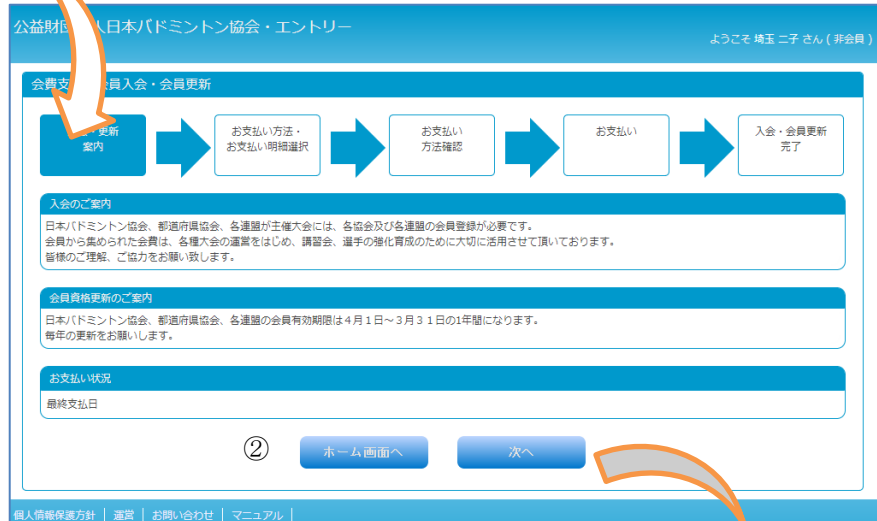 公益財 人日本バドミントン協会・エントリー
ようこそ 埼玉 二子 さん ( 非会員 )
会費支 会員入会・会員更新
・更新
案内
お支払い方法・
お支払い明細選択
お支払い
方法確認
お支払い
入会・会員更新
完了
入会のご案内
日本バドミントン協会、都道府県協会、各連盟が主催大会には、各協会及び各連盟の会員登録が必要です。
会員から集められた会費は、各種大会の運営をはじめ、講習会、選手の強化育成のために大切に活用させて頂いております。
皆様のご理解、ご協力をお願い致します。
会員資格更新のご案内
日本バドミントン協会、都道府県協会、各連盟の会員有効期限は４月１日～３月３１日の1年間になります。
毎年の更新をお願いします。
お支払い状況
最終支払日
② ホーム画面へ 次へ
個人情報保護方針 | 運営 | お問い合わせ | マニュアル |